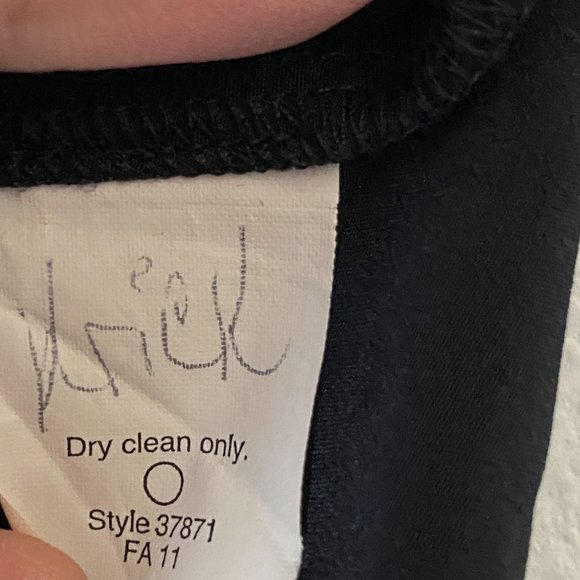 Dry clean only.
Style 37871
FA 11